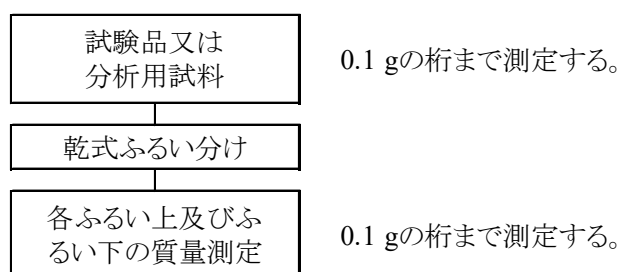 試験品又は
分析用試料
0.1 gの桁まで測定する。
乾式ふるい分け
各ふるい上及びふ
るい下の質量測定
0.1 gの桁まで測定する。